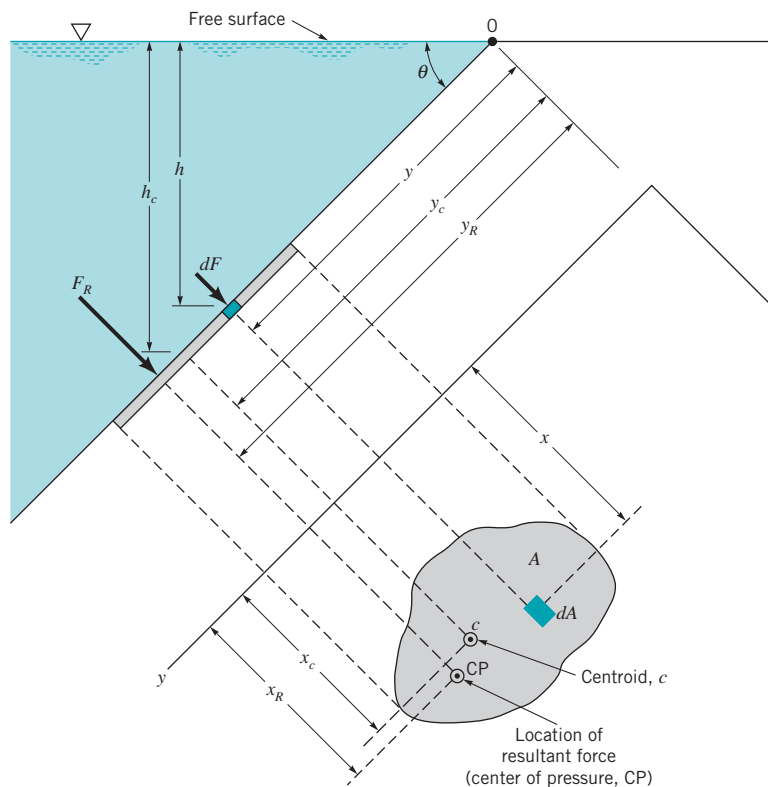 Free surface
0
θ
h
h_c
y
y_c
y_R
dF
F_R
x
A
dA
c
x_c
CP
y
x_R
Centroid, c
Location of
resultant force
(center of pressure, CP)